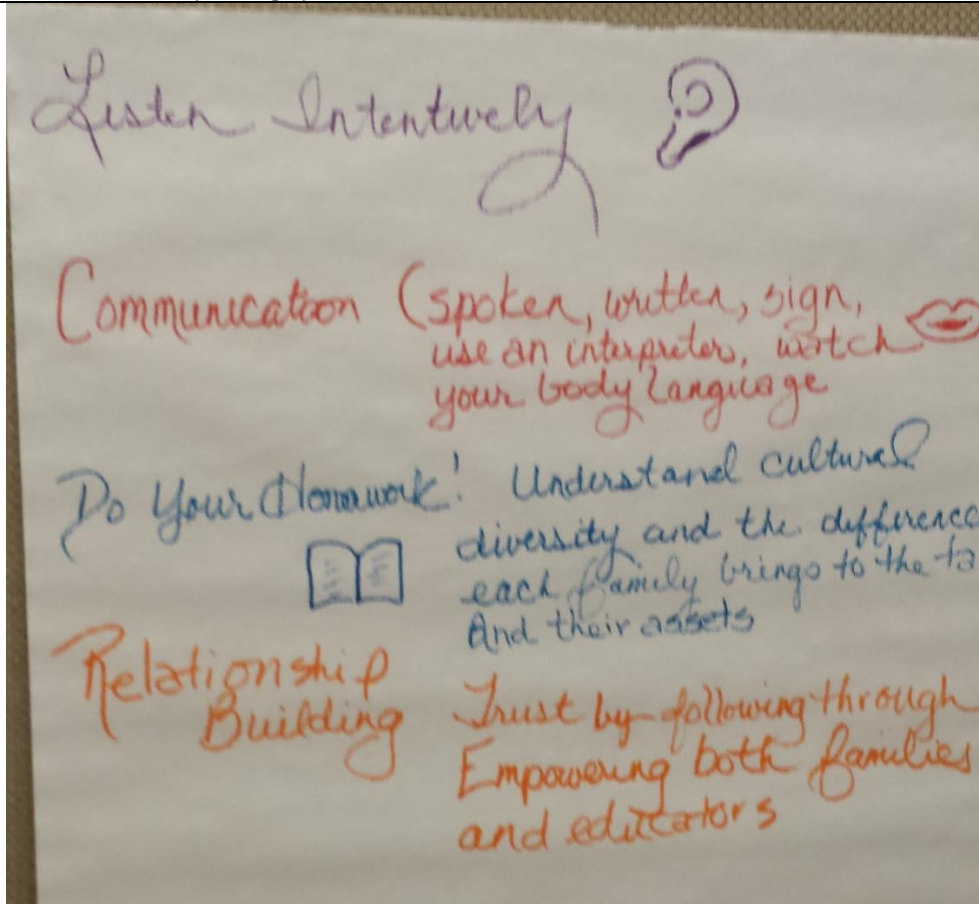 Listen Intentively
Communication (spoken, written, sign,
use an interpreter, watch
your body language
Do Your Homework! Understand cultural
diversity and the difference
each family brings to the
And their assets
Relationship
Building
Trust by following through
Empowering both families
and educators